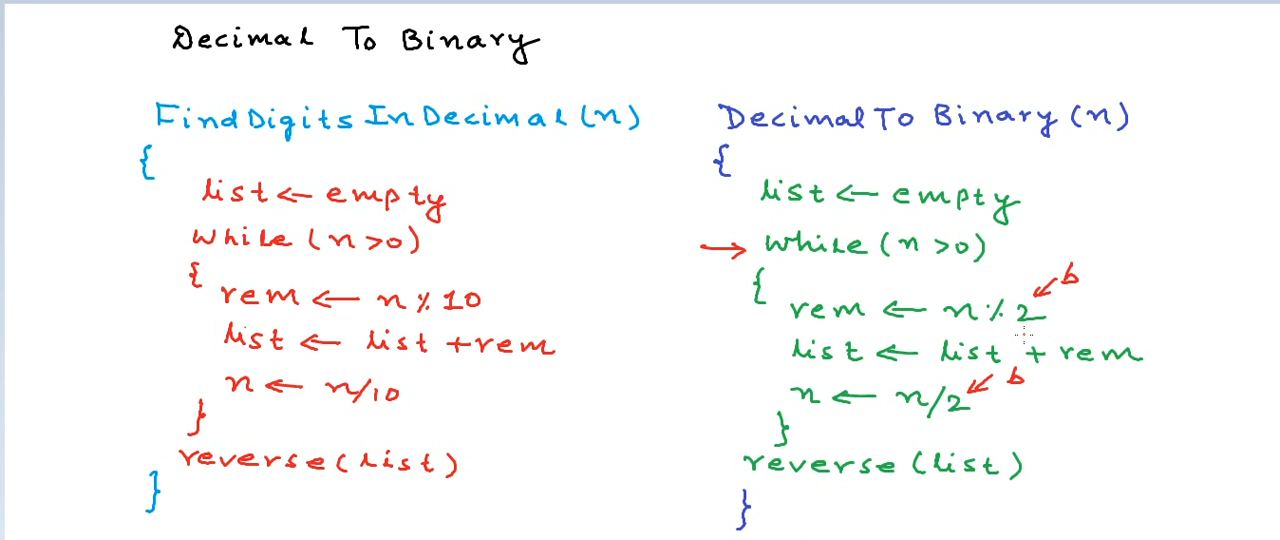 Decimal To Binary
FindDigitsInDecimal(n)
{
list ← empty
while (n>0)
{
rem ← n % 10
list ← list + rem
n ← n/10
}
reverse(list)
}
DecimalToBinary(n)
{
list ← empty
→ while (n>0)
{
b
rem ← n % 2
list ← list + rem
n ← n/2 b
}
reverse(list)
}